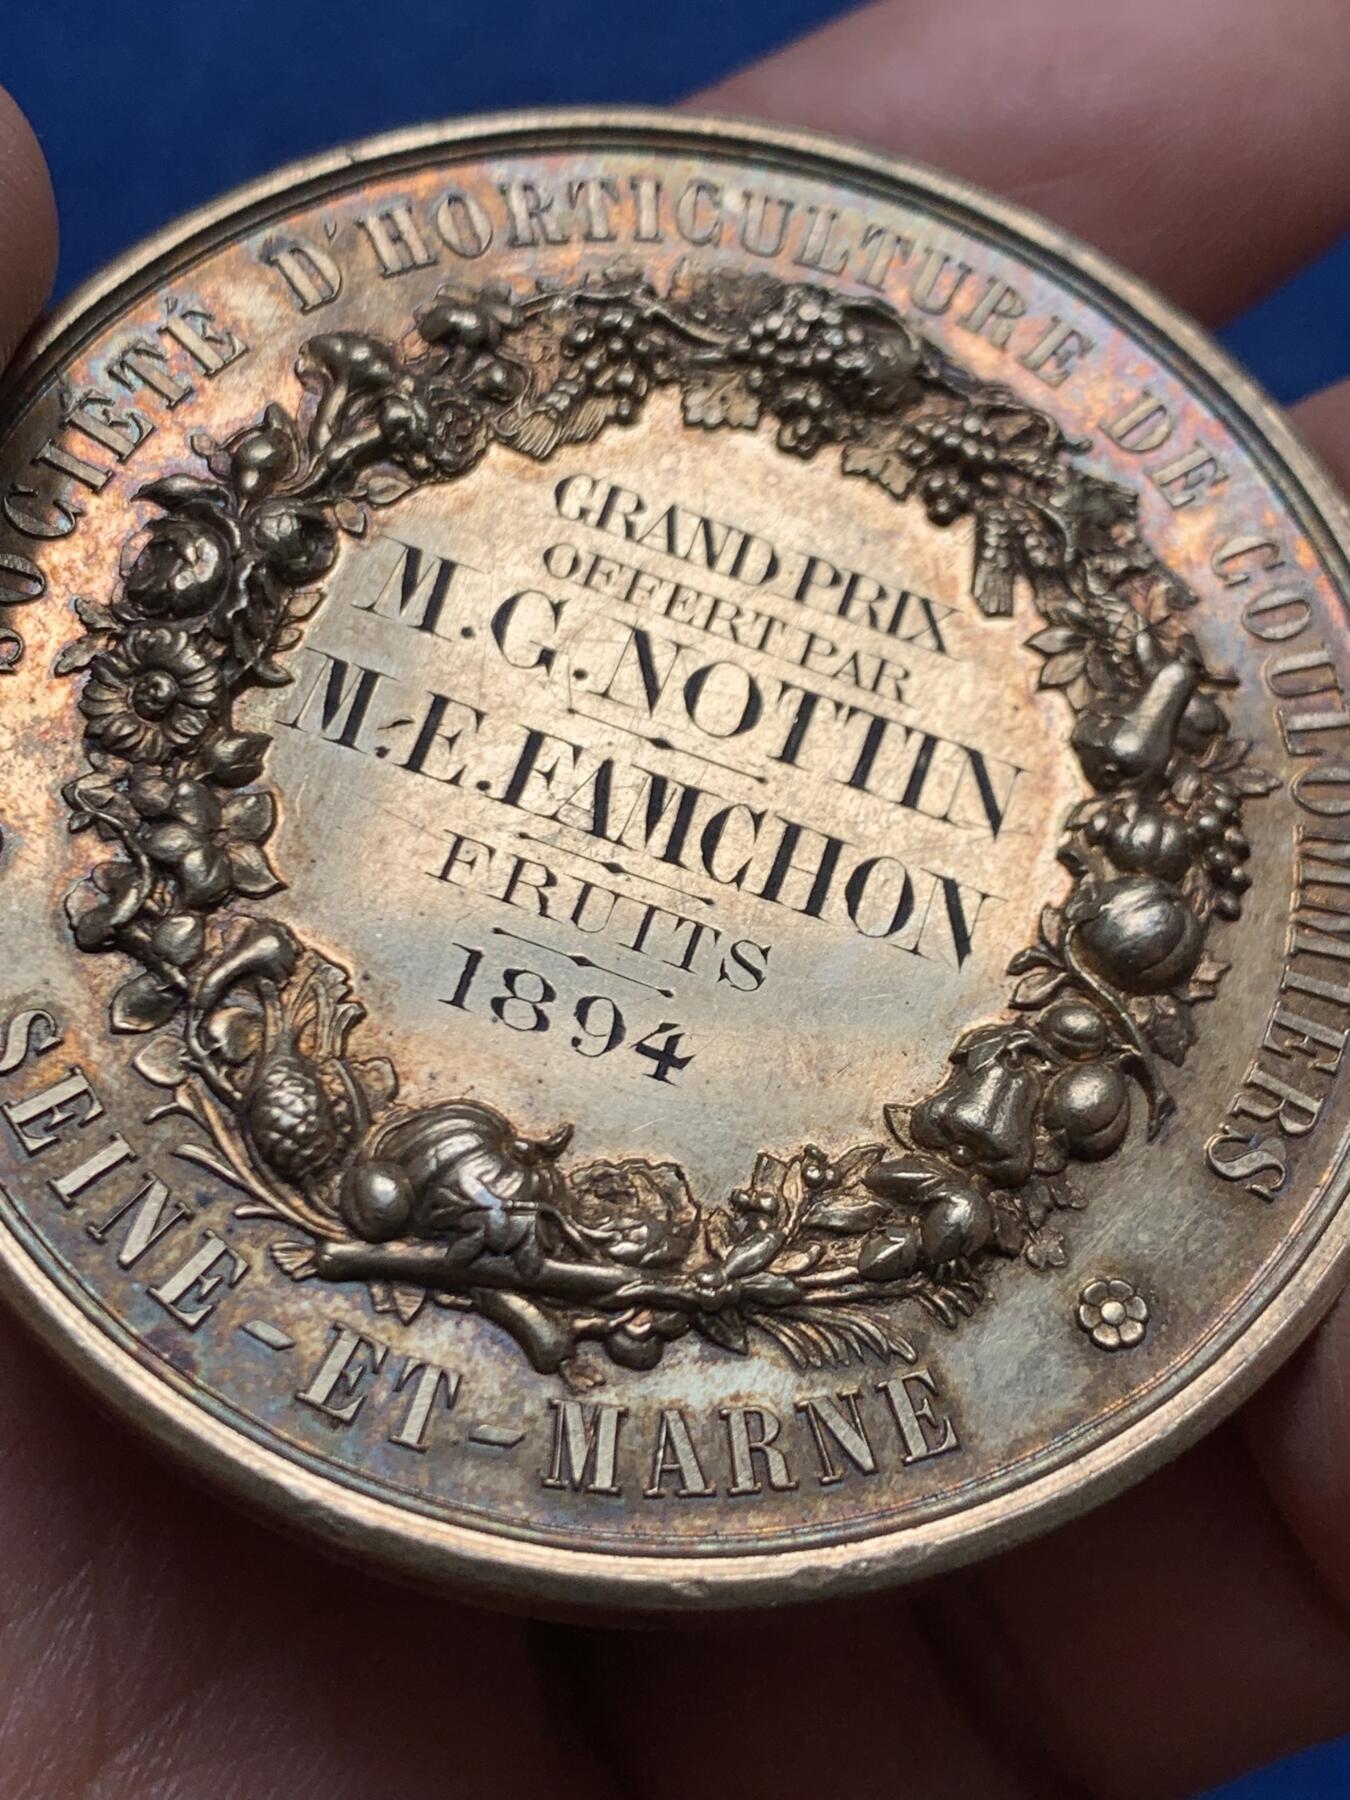 SOCIÉTÉ D'HORTICULTURE DE COULOMMIERS
GRAND PRIX
OFFERT PAR
M. G. NOTTIN
M. E. FAMCHON
FRUITS
1894
SEINE-ET-MARNE